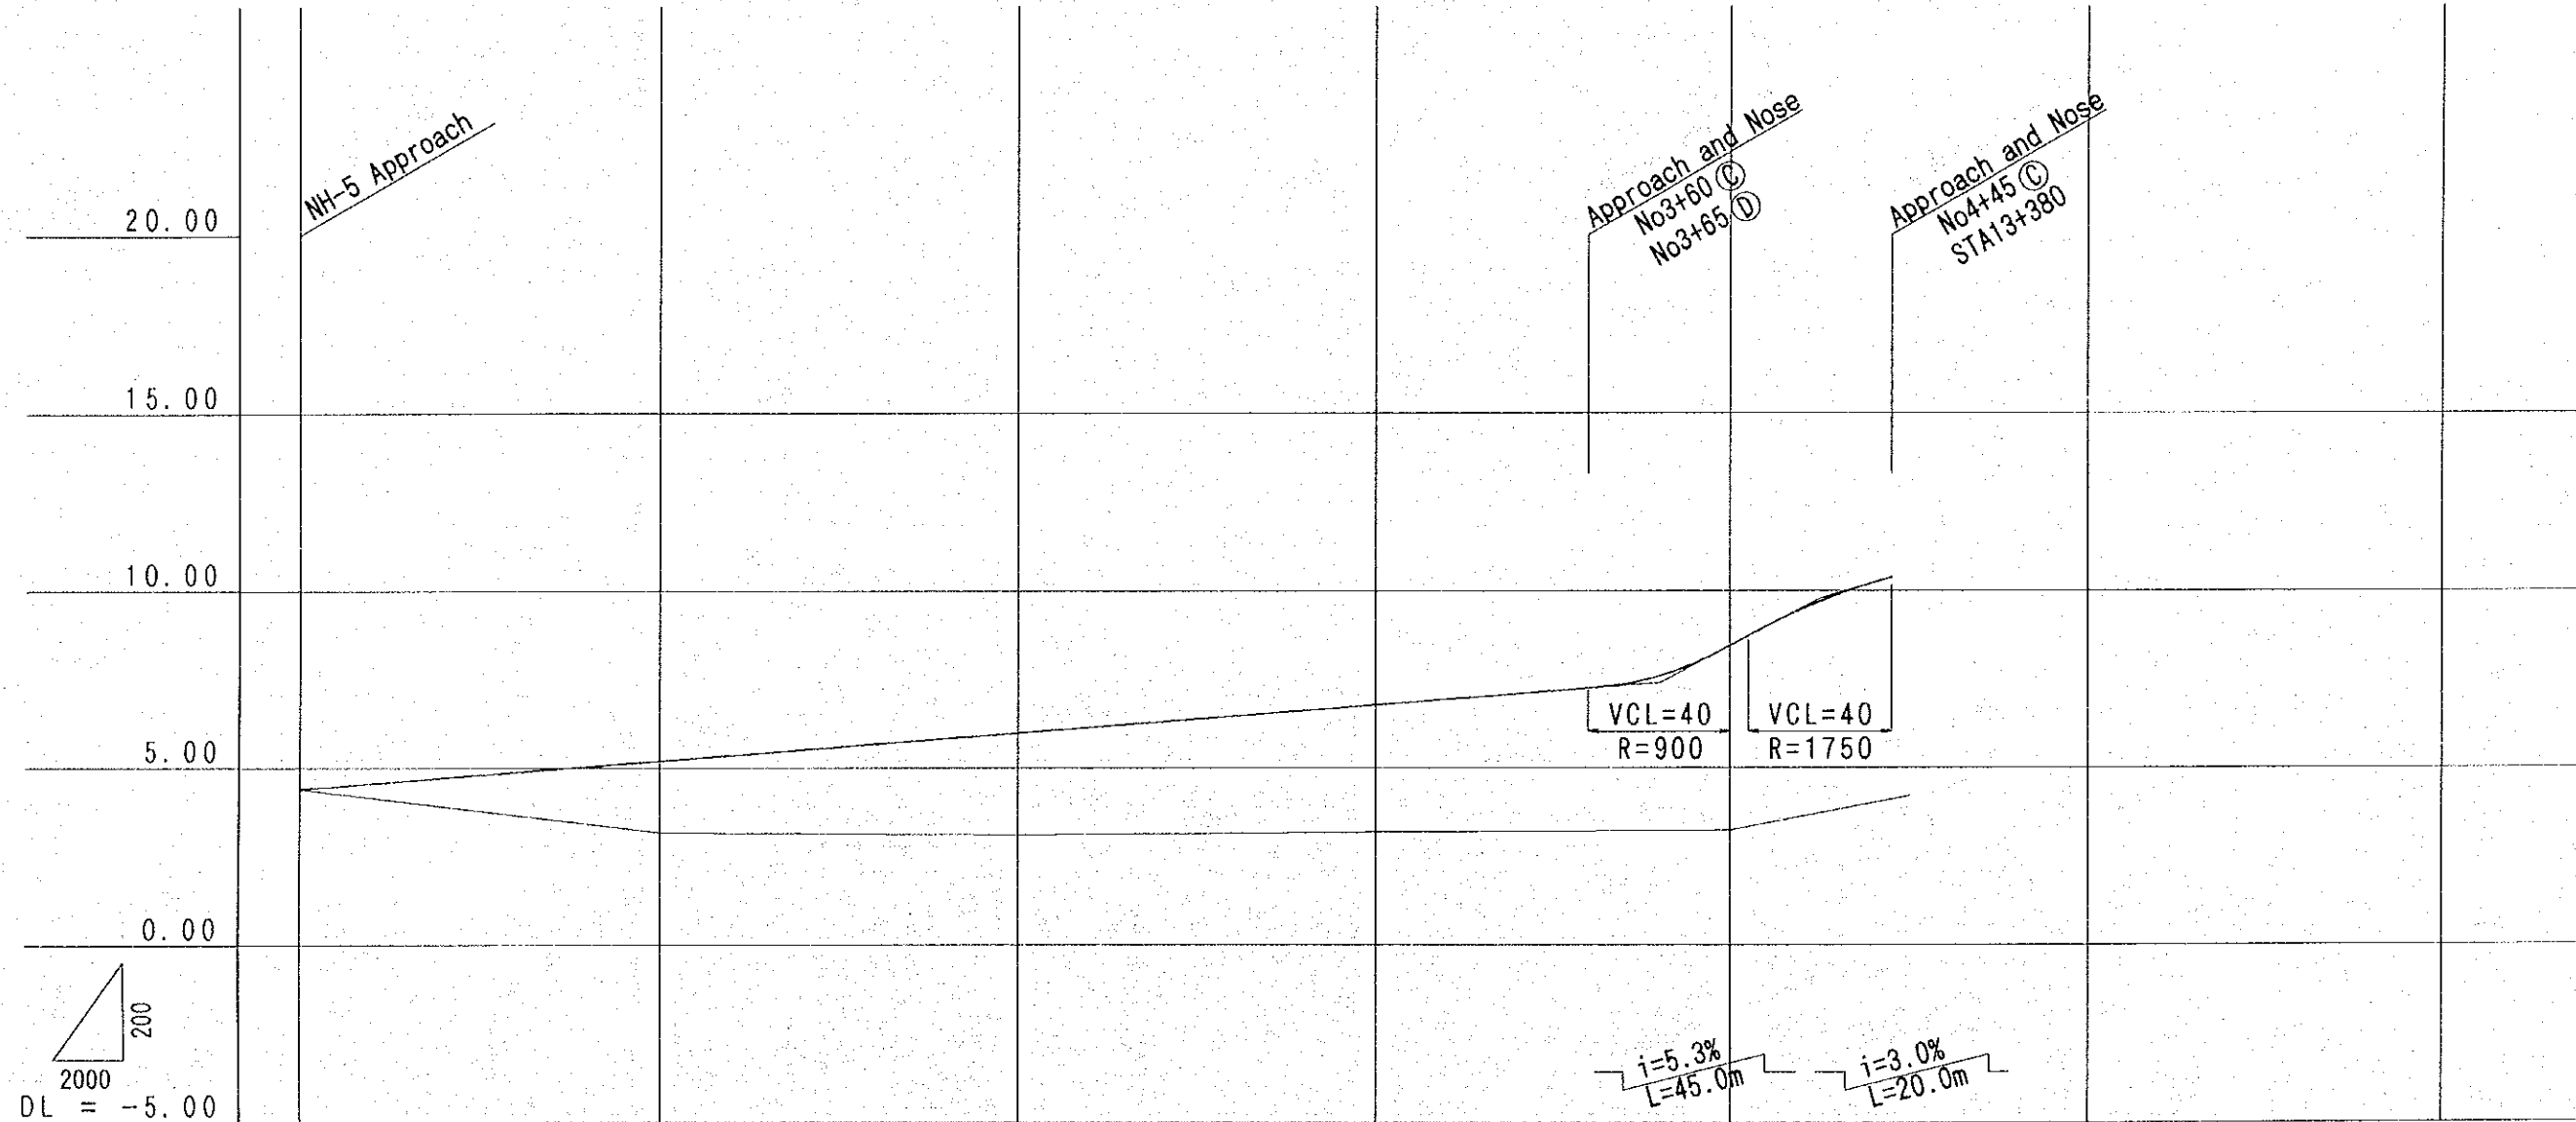 NH-5 Approach
Approach and Nose
No3+60 Ⓒ
No3+65 Ⓓ
Approach and Nose
No4+45 Ⓒ
STA13+380
20.00
15.00
10.00
5.00
0.00
DL = -5.00
200
2000
VCL=40
R=900
VCL=40
R=1750
i=5.3%
L=45.0m
i=3.0%
L=20.0m